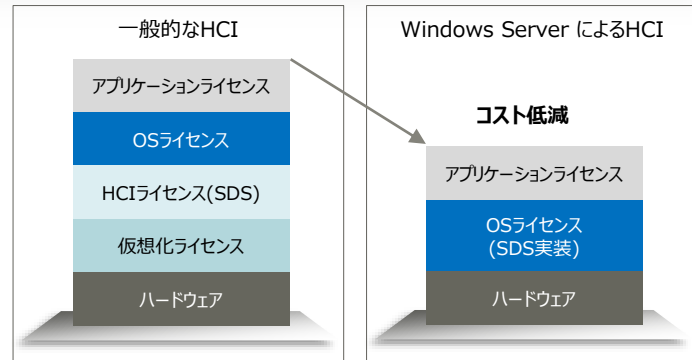 一般的なHCI
アプリケーションライセンス
OSライセンス
HCIライセンス(SDS)
仮想化ライセンス
ハードウェア
Windows Server によるHCI
コスト低減
アプリケーションライセンス
OSライセンス
(SDS実装)
ハードウェア